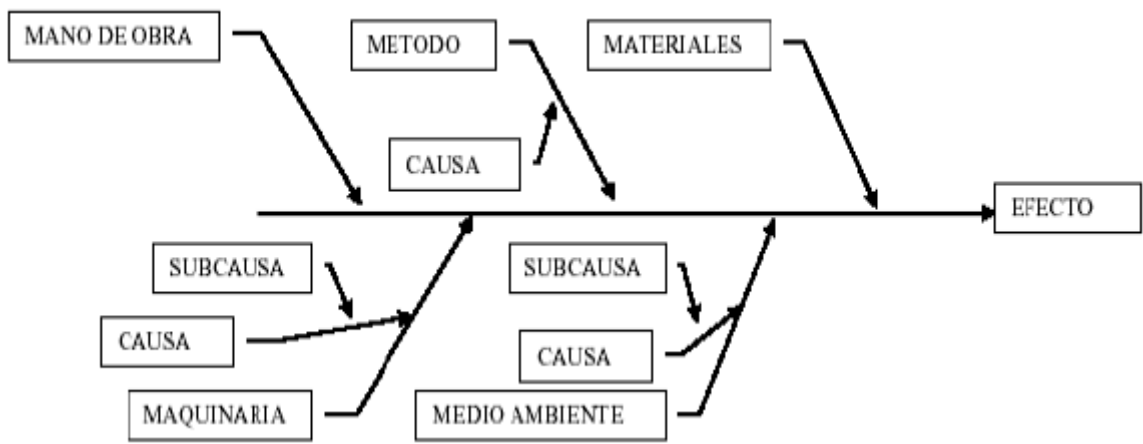 MANO DE OBRA
METODO
MATERIALES
CAUSA
EFECTO
SUBCAUSA
SUBCAUSA
CAUSA
CAUSA
MAQUINARIA
MEDIO AMBIENTE